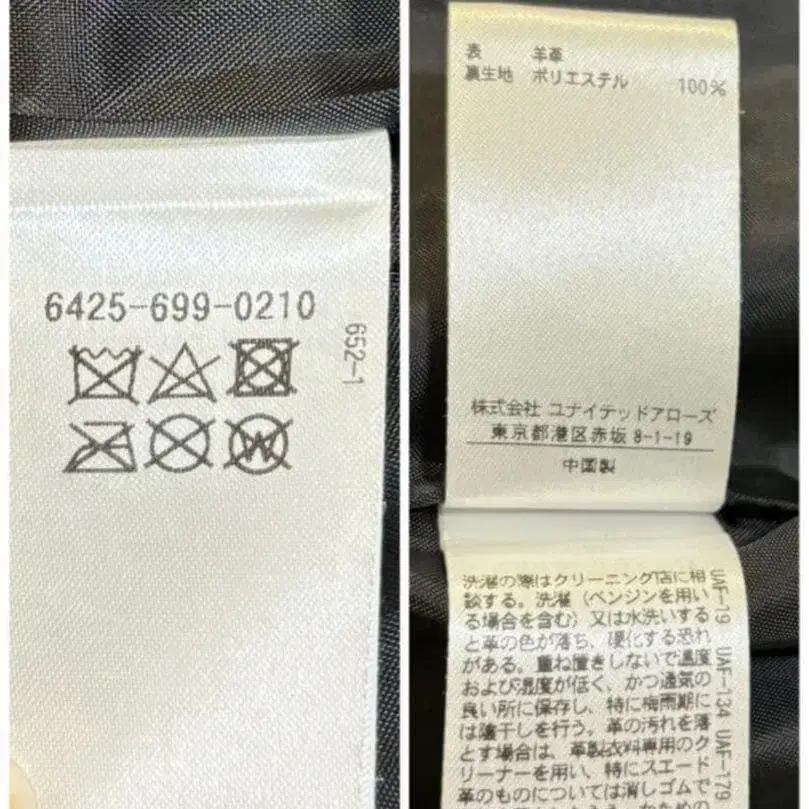 6425-699-0210
652-1
表 羊革
裏生地 ポリエステル 100%
株式会社 ユナイテッドアローズ
東京都港区赤坂 8-1-19
中国製
洗濯の際はクリーニング店に相
談する。洗濯（ベンジンを用い
る場合を含む）又は水洗いする
と革の色が落ち、硬化する恐れ
がある。重ね置きしないで温度
および湿度が低く、かつ通気の
良い所に保存し、特に梅雨期に
は陰干しを行う。革の汚れを落
とす場合は、革製衣料専用のク
リーナーを用い、特にスエード
革のものについては消しゴムで
UAF-19 UAF-134 UAF-179